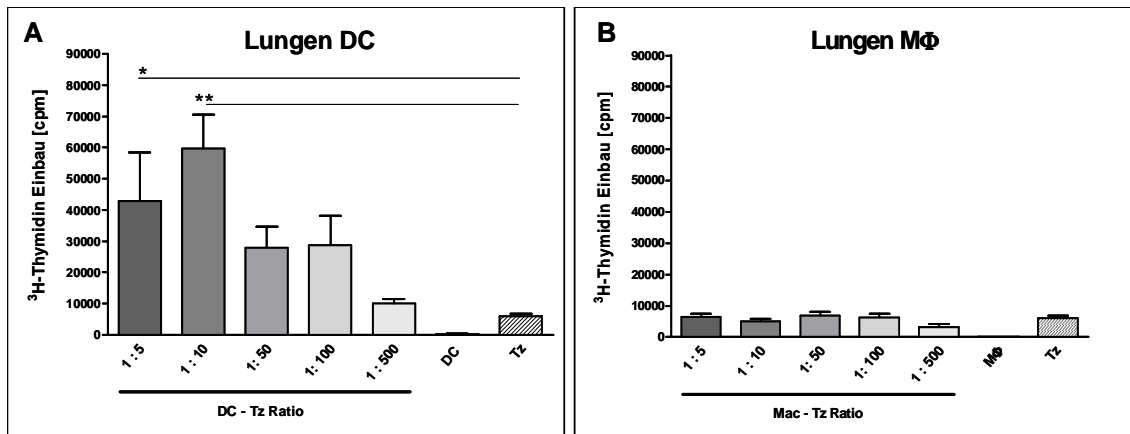 A
Lungen DC
³H-Thymidin Einbau [cpm]
90000
80000
70000
60000
50000
40000
30000
20000
10000
0
*
**
1 : 5
1 : 10
1: 50
1: 100
1 : 500
DC
Tz
DC - Tz Ratio
B
Lungen MΦ
³H-Thymidin Einbau [cpm]
90000
80000
70000
60000
50000
40000
30000
20000
10000
0
1 : 5
1 : 10
1: 50
1: 100
1 : 500
MΦ
Tz
Mac - Tz Ratio